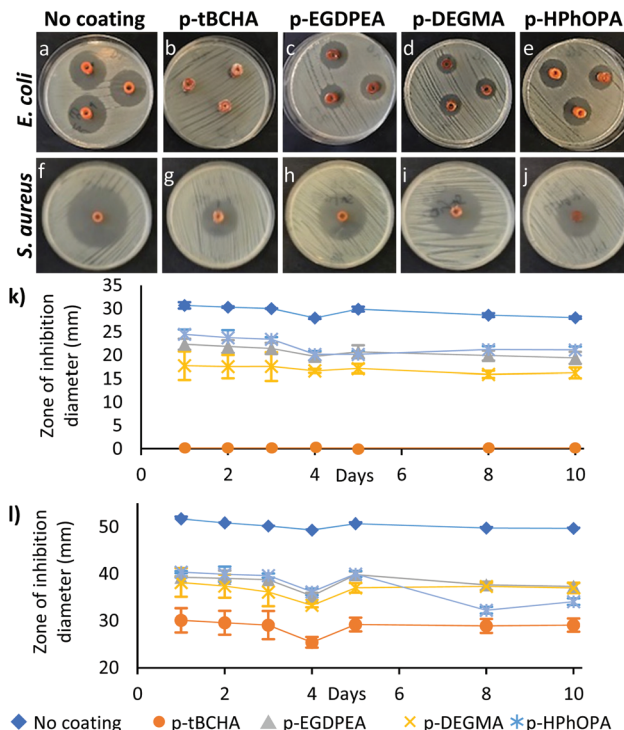 No coating p-tBCHA p-EGDPEA p-DEGMA p-HPhOPA
E. coli
a b c d e
S. aureus
f g h i j
k)
Zone of inhibition
diameter (mm)
35
30
25
20
15
10
5
0
0 2 4 Days 6 8 10
l)
Zone of inhibition
diameter (mm)
50
40
30
20
0 2 4 Days 6 8 10
No coating p-tBCHA p-EGDPEA p-DEGMA p-HPhOPA